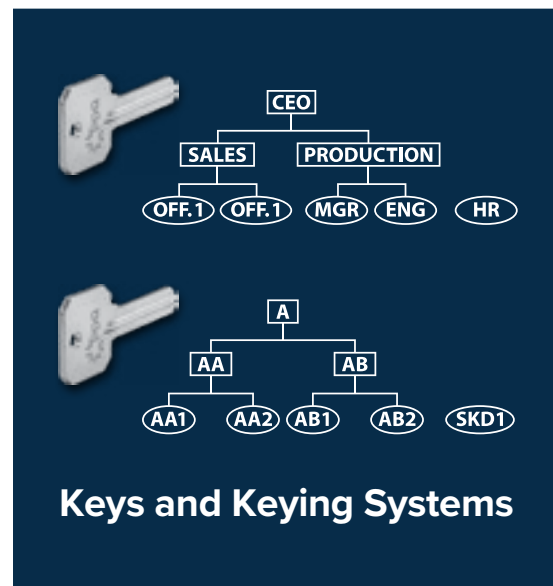 CEO
SALES PRODUCTION
OFF.1 OFF.1 MGR ENG HR
A
AA AB
AA1 AA2 AB1 AB2 SKD1
Keys and Keying Systems